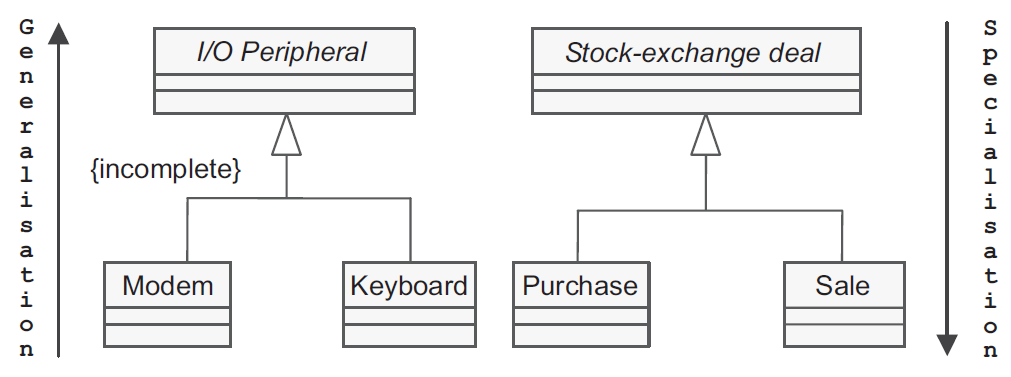 Generalisation
I/O Peripheral
Stock-exchange deal
Specialisation
{incomplete}
Modem
Keyboard
Purchase
Sale